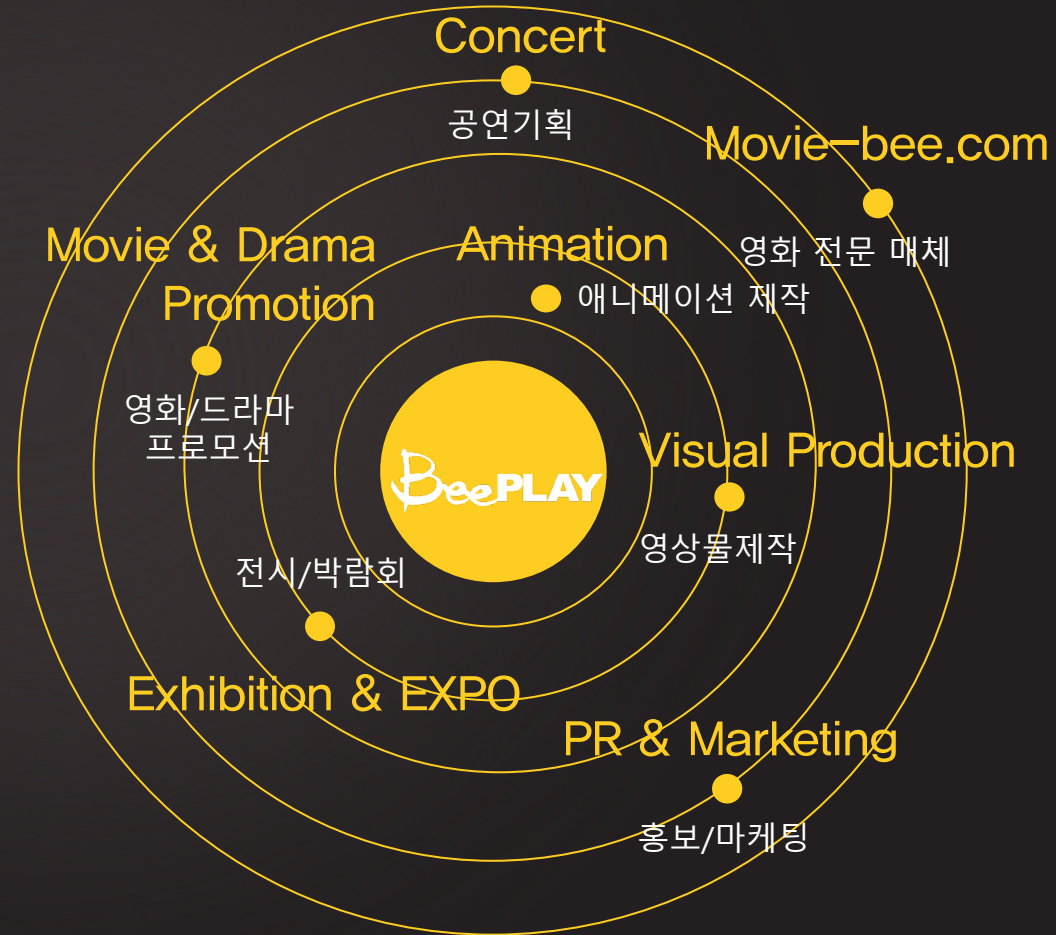 Concert
공연기획
Movie-bee.com
영화 전문 매체
Movie & Drama
Promotion
영화/드라마
프로모션
Animation
애니메이션 제작
BeePLAY
Visual Production
영상물제작
전시/박람회
Exhibition & EXPO
PR & Marketing
홍보/마케팅